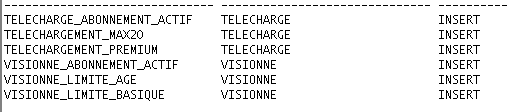 ------------------------------ ------------------------------ ----------
TELECHARGE_ABONNEMENT_ACTIF TELECHARGE INSERT
TELECHARGEMENT_MAX20 TELECHARGE INSERT
TELECHARGEMENT_PREMIUM TELECHARGE INSERT
VISIONNE_ABONNEMENT_ACTIF VISIONNE INSERT
VISIONNE_LIMITE_AGE VISIONNE INSERT
VISIONNE_LIMITE_BASIQUE VISIONNE INSERT